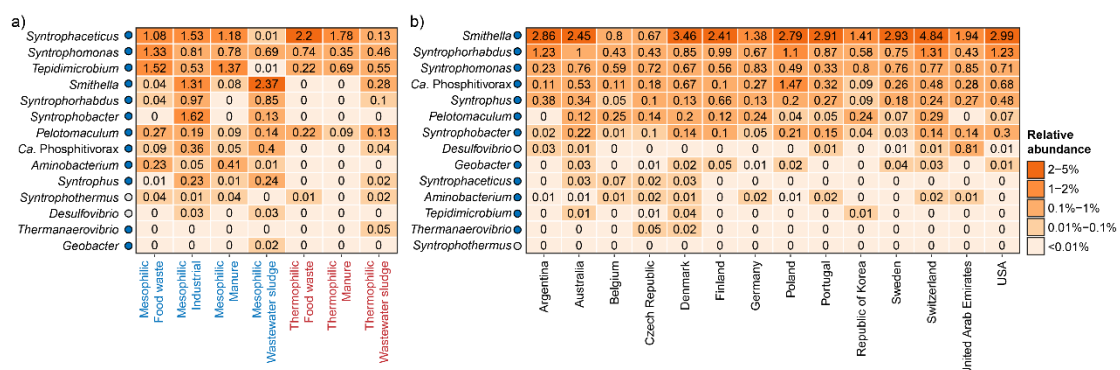 a)
Syntrophaceticus 1.08 1.53 1.18 0.01 2.2 1.78 0.13
Syntrophomonas 1.33 0.81 0.78 0.69 0.74 0.35 0.46
Tepidimicrobium 1.52 0.53 1.37 0.01 0.22 0.69 0.55
Smithella 0.04 1.31 0.08 2.37 0 0 0.28
Syntrophorhabdus 0.04 0.97 0 0.85 0 0 0.1
Syntrophobacter 0 1.62 0 0.13 0 0 0
Pelotomaculum 0.27 0.19 0.09 0.14 0.22 0.09 0.13
Ca. Phosphitivorax 0.09 0.36 0.05 0.4 0 0 0.04
Aminobacterium 0.23 0.05 0.41 0.01 0 0 0
Syntrophus 0.01 0.23 0.01 0.24 0 0 0.02
Syntrophothermus 0.04 0.01 0.04 0 0.01 0 0.02
Desulfovibrio 0 0.03 0 0.03 0 0 0
Thermanaerovibrio 0 0 0 0 0 0 0.05
Geobacter 0 0 0 0.02 0 0 0
Mesophilic
Food waste
Mesophilic
Industrial
Mesophilic
Manure
Mesophilic
Wastewater sludge
Thermophilic
Food waste
Thermophilic
Manure
Thermophilic
Wastewater sludge
b)
Smithella 2.86 2.45 0.8 0.67 3.46 2.41 1.38 2.79 2.91 1.41 2.93 4.84 1.94 2.99
Syntrophorhabdus 1.23 1 0.43 0.43 0.85 0.99 0.67 1.1 0.87 0.58 0.75 1.31 0.43 1.23
Syntrophomonas 0.23 0.76 0.59 0.72 0.67 0.56 0.83 0.49 0.33 0.8 0.76 0.77 0.85 0.71
Ca. Phosphitivorax 0.11 0.53 0.11 0.18 0.67 0.1 0.27 1.47 0.32 0.09 0.26 0.48 0.28 0.68
Syntrophus 0.38 0.34 0.05 0.1 0.13 0.66 0.13 0.2 0.27 0.09 0.18 0.24 0.27 0.48
Pelotomaculum 0 0.12 0.25 0.14 0.2 0.12 0.24 0.04 0.05 0.24 0.07 0.29 0 0.07
Syntrophobacter 0.02 0.22 0.01 0.1 0.14 0.1 0.05 0.21 0.15 0.04 0.03 0.14 0.14 0.3
Desulfovibrio 0.03 0.01 0 0 0 0 0 0 0.01 0 0.01 0.12 0.81 0.01
Geobacter 0 0.03 0 0.01 0.02 0.05 0.01 0.02 0 0 0.04 0.03 0 0.01
Syntrophaceticus 0 0.03 0.07 0.02 0.03 0 0 0 0 0 0 0 0 0
Aminobacterium 0.01 0.01 0.01 0.02 0.02 0 0.02 0.01 0.02 0 0 0.02 0.01 0
Tepidimicrobium 0 0.01 0 0.01 0.04 0 0 0 0 0.01 0 0 0 0
Thermanaerovibrio 0 0 0 0.05 0.02 0 0 0 0 0 0 0 0 0
Syntrophothermus 0 0 0 0 0 0 0 0 0 0 0 0 0 0
Argentina
Australia
Belgium
Czech Republic
Denmark
Finland
Germany
Poland
Portugal
Republic of Korea
Sweden
Switzerland
United Arab Emirates
USA
Relative
abundance
2–5%
1–2%
0.1%–1%
0.01%–0.1%
<0.01%